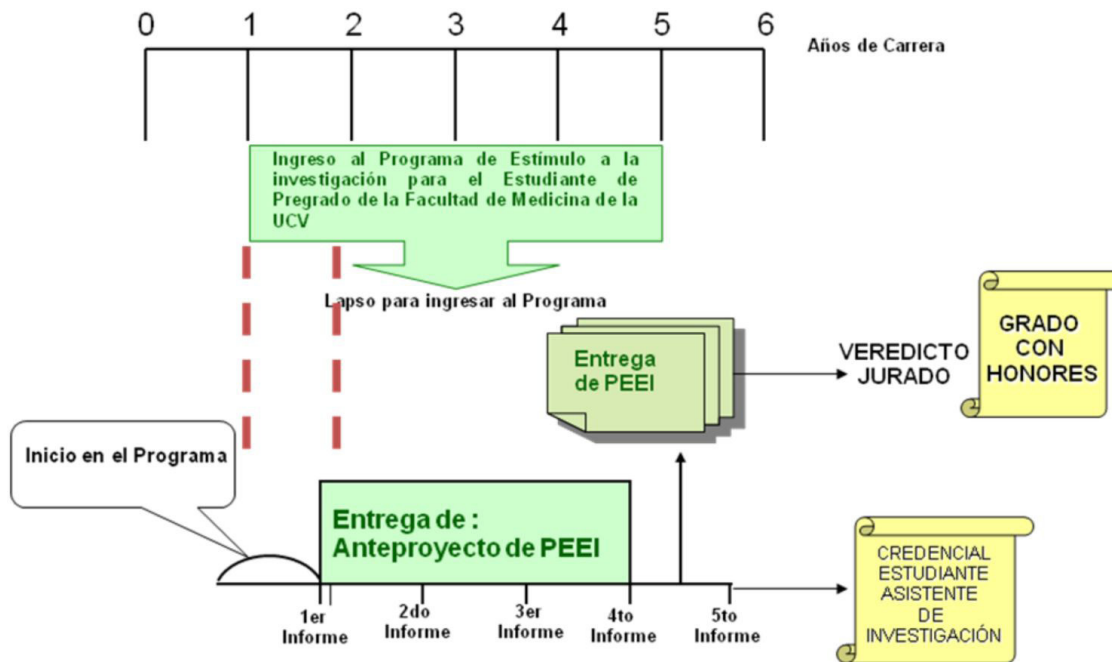 0 1 2 3 4 5 6
Años de Carrera
Ingreso al Programa de Estímulo a la
investigación para el Estudiante de
Pregrado de la Facultad de Medicina de la
UCV
Lapso para ingresar al Programa
Entrega
de PEEI
VEREDICTO
JURADO
GRADO
CON
HONORES
Inicio en el Programa
Entrega de :
Anteproyecto de PEEI
1er
Informe
2do
Informe
3er
Informe
4to
Informe
5to
Informe
CREDENCIAL
ESTUDIANTE
ASISTENTE
DE
INVESTIGACIÓN